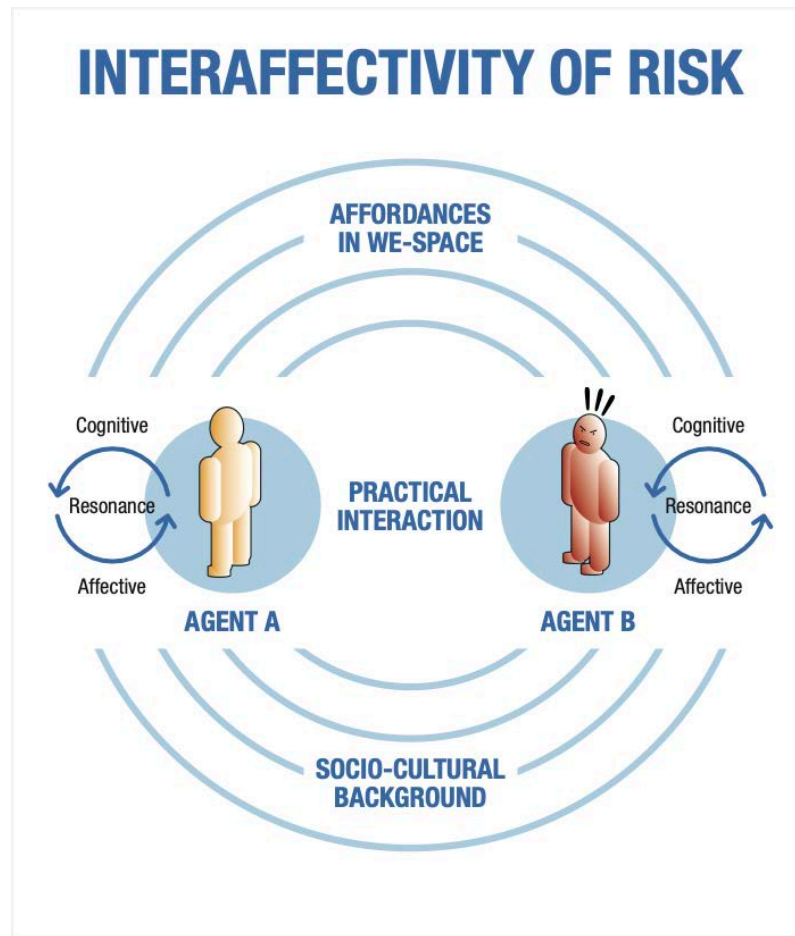 INTERAFFECTIVITY OF RISK
AFFORDANCES
IN WE-SPACE
Cognitive
Resonance
Affective
AGENT A
PRACTICAL
INTERACTION
Cognitive
Resonance
Affective
AGENT B
SOCIO-CULTURAL
BACKGROUND